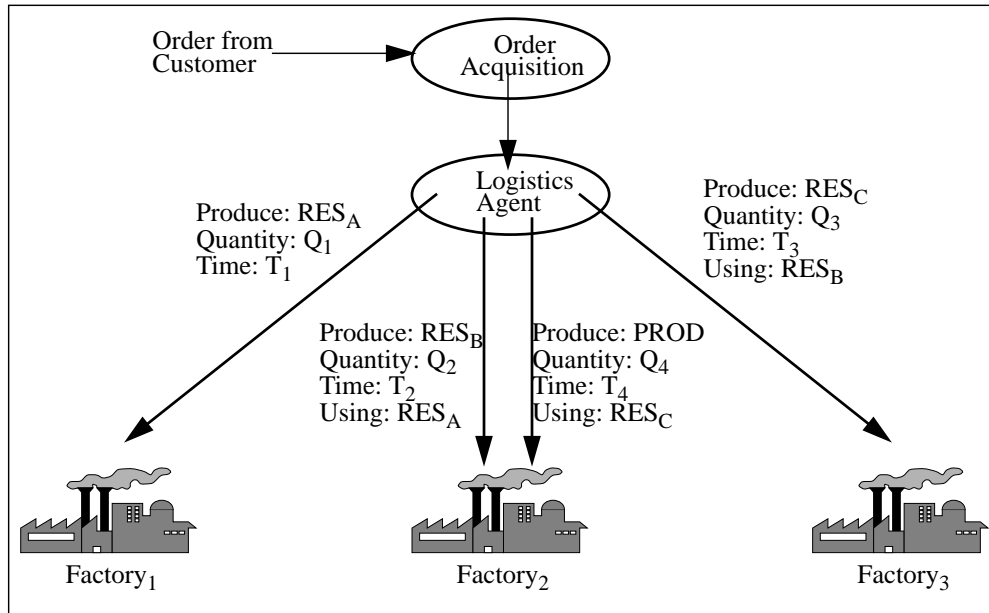 Order from
Customer
Order
Acquisition
Logistics
Agent
Produce: RES_A
Quantity: Q_1
Time: T_1
Produce: RES_C
Quantity: Q_3
Time: T_3
Using: RES_B
Produce: RES_B
Quantity: Q_2
Time: T_2
Using: RES_A
Produce: PROD
Quantity: Q_4
Time: T_4
Using: RES_C
Factory_1
Factory_2
Factory_3